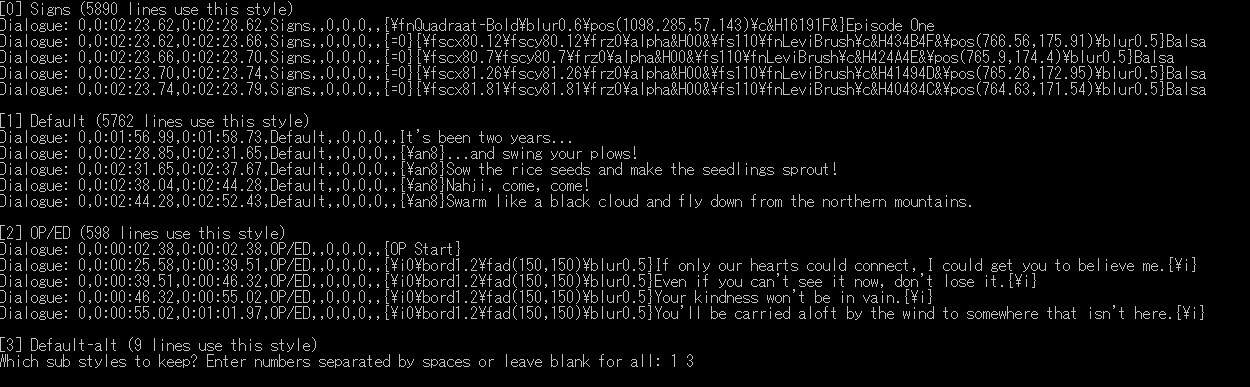 [0] Signs (5890 lines use this style)
Dialogue: 0,0:02:23.62,0:02:28.62,Signs,,0,0,0,,{¥fnQuadraat-Bold¥blur0.6¥pos(1098.285,57.143)¥c&H16191F&}Episode One
Dialogue: 0,0:02:23.62,0:02:23.66,Signs,,0,0,0,,{=0}{¥fscx80.12¥fscy80.12¥frz0¥alpha&H00&¥fs110¥fnLeviBrush¥c&H434B4F&¥pos(766.56,175.91)¥blur0.5}Balsa
Dialogue: 0,0:02:23.66,0:02:23.70,Signs,,0,0,0,,{=0}{¥fscx80.7¥fscy80.7¥frz0¥alpha&H00&¥fs110¥fnLeviBrush¥c&H424A4E&¥pos(765.9,174.4)¥blur0.5}Balsa
Dialogue: 0,0:02:23.70,0:02:23.74,Signs,,0,0,0,,{=0}{¥fscx81.26¥fscy81.26¥frz0¥alpha&H00&¥fs110¥fnLeviBrush¥c&H41494D&¥pos(765.26,172.95)¥blur0.5}Balsa
Dialogue: 0,0:02:23.74,0:02:23.79,Signs,,0,0,0,,{=0}{¥fscx81.81¥fscy81.81¥frz0¥alpha&H00&¥fs110¥fnLeviBrush¥c&H40484C&¥pos(764.63,171.54)¥blur0.5}Balsa
[1] Default (5762 lines use this style)
Dialogue: 0,0:01:56.99,0:01:58.73,Default,,0,0,0,,It's been two years...
Dialogue: 0,0:02:28.85,0:02:31.65,Default,,0,0,0,,{¥an8}...and swing your plows!
Dialogue: 0,0:02:31.65,0:02:37.67,Default,,0,0,0,,{¥an8}Sow the rice seeds and make the seedlings sprout!
Dialogue: 0,0:02:38.04,0:02:44.28,Default,,0,0,0,,{¥an8}Nahji, come, come!
Dialogue: 0,0:02:44.28,0:02:52.43,Default,,0,0,0,,{¥an8}Swarm like a black cloud and fly down from the northern mountains.
[2] OP/ED (598 lines use this style)
Dialogue: 0,0:00:02.38,0:00:02.38,OP/ED,,0,0,0,,{OP Start}
Dialogue: 0,0:00:25.58,0:00:39.51,OP/ED,,0,0,0,,{¥i0¥bord1.2¥fad(150,150)¥blur0.5}If only our hearts could connect, I could get you to believe me.{¥i}
Dialogue: 0,0:00:39.51,0:00:46.32,OP/ED,,0,0,0,,{¥i0¥bord1.2¥fad(150,150)¥blur0.5}Even if you can't see it now, don't lose it.{¥i}
Dialogue: 0,0:00:46.32,0:00:55.02,OP/ED,,0,0,0,,{¥i0¥bord1.2¥fad(150,150)¥blur0.5}Your kindness won't be in vain.{¥i}
Dialogue: 0,0:00:55.02,0:01:01.97,OP/ED,,0,0,0,,{¥i0¥bord1.2¥fad(150,150)¥blur0.5}You'll be carried aloft by the wind to somewhere that isn't here.{¥i}
[3] Default-alt (9 lines use this style)
Which sub styles to keep? Enter numbers separated by spaces or leave blank for all: 1 3